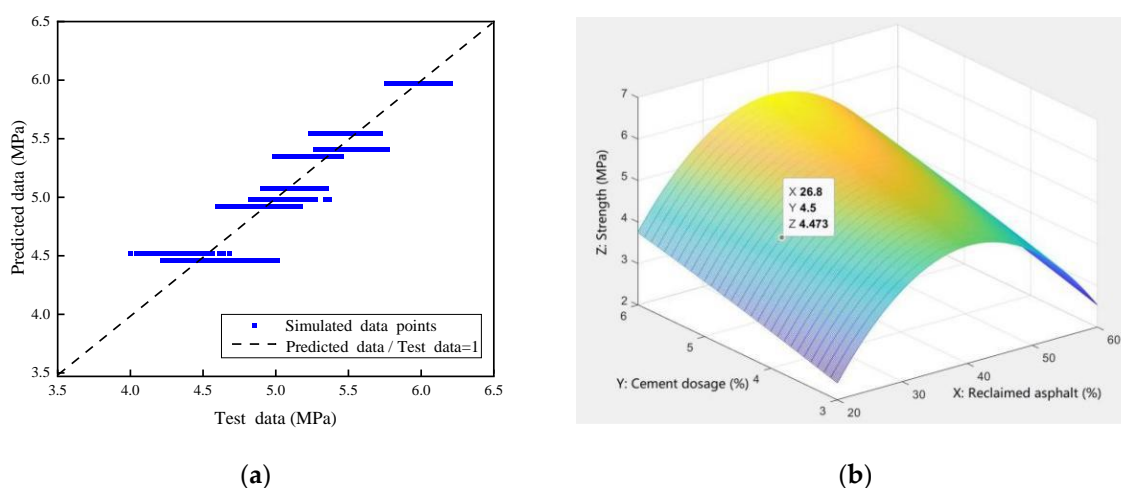 6.5
6.0
5.5
5.0
4.5
4.0
3.5
Predicted data (MPa)
Simulated data points
Predicted data / Test data=1
3.5 4.0 4.5 5.0 5.5 6.0 6.5
Test data (MPa)
(a)
7
6
5
4
3
2
Z: Strength (MPa)
X 26.8
Y 4.5
Z 4.473
6
5
4
3
Y: Cement dosage (%)
20
30
40
50
60
X: Reclaimed asphalt (%)
(b)